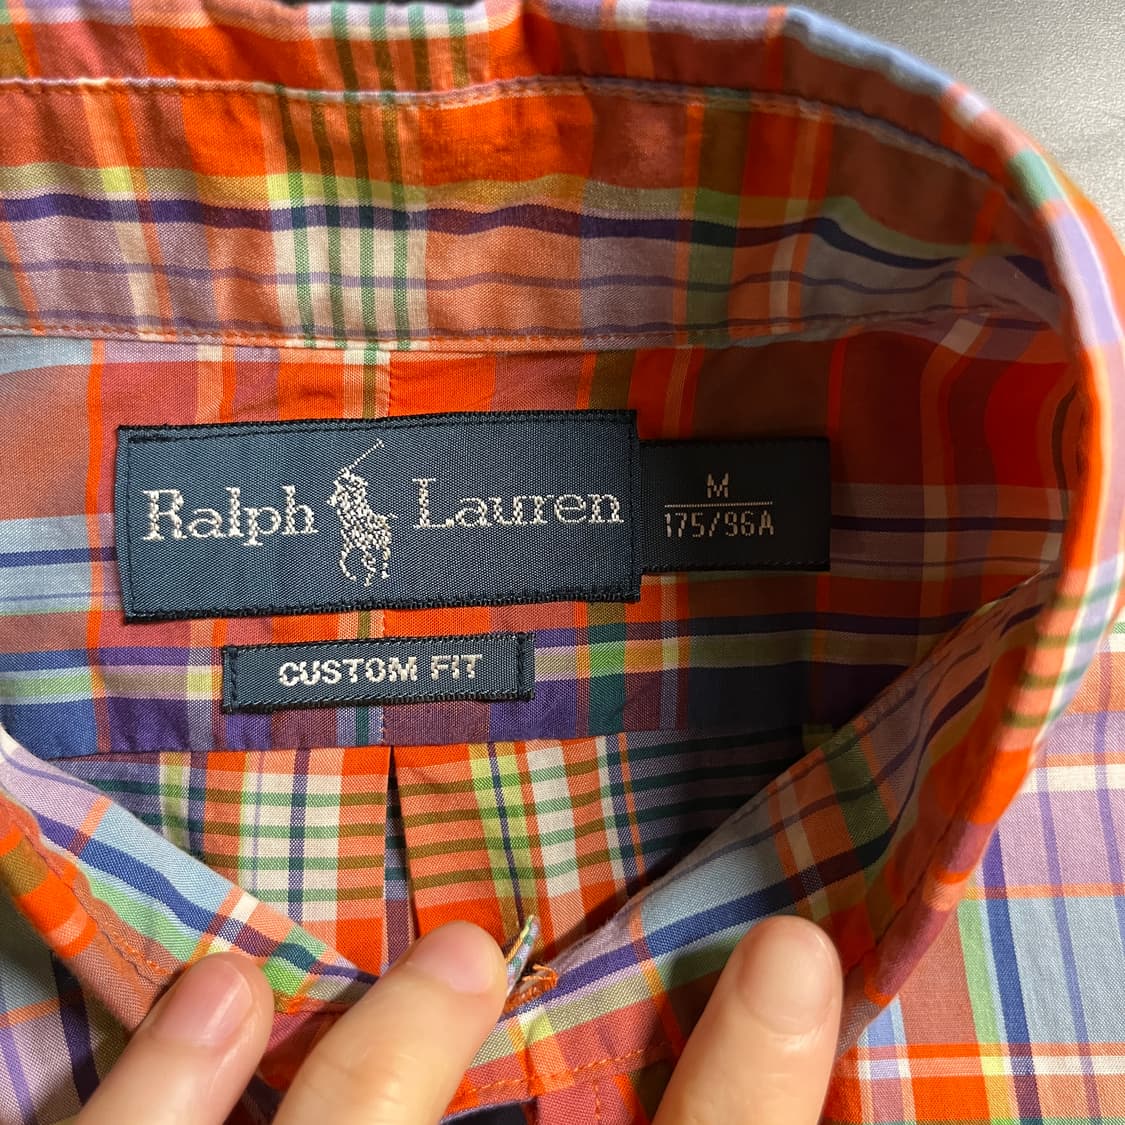 Ralph Lauren
M
175/96A
CUSTOM FIT